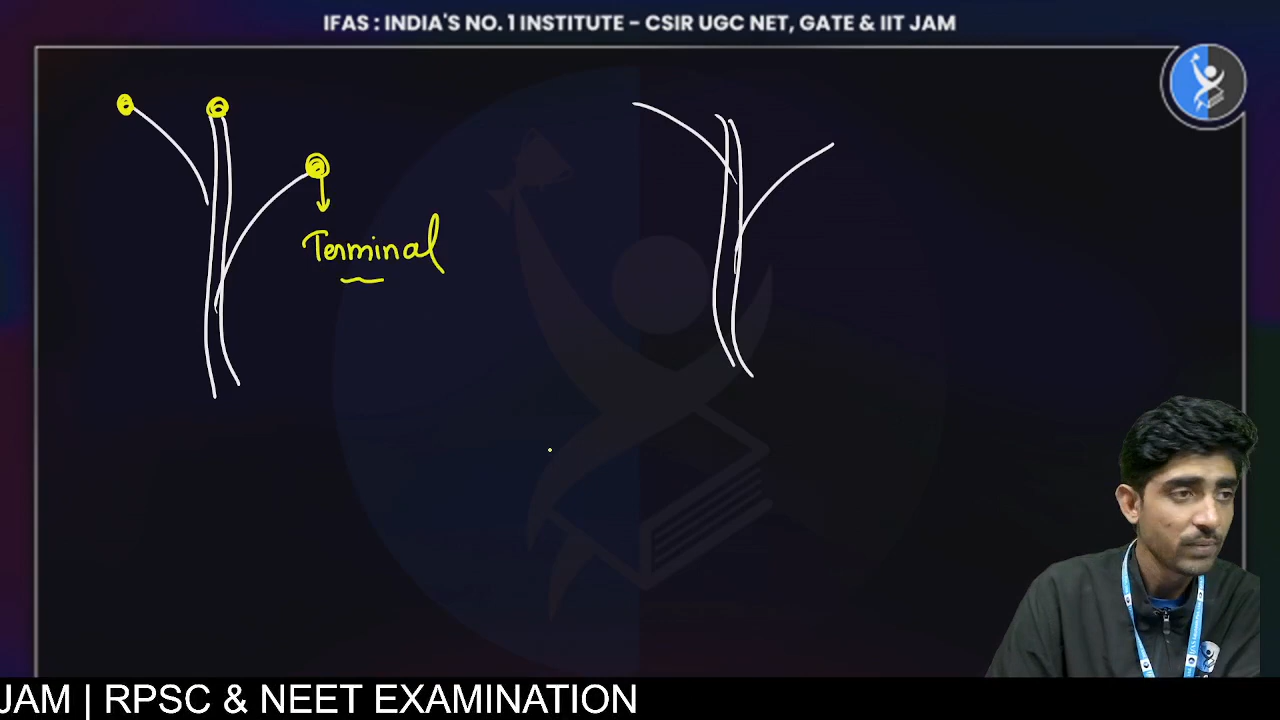 IFAS : INDIA'S NO. 1 INSTITUTE - CSIR UGC NET, GATE & IIT JAM
Terminal
JAM | RPSC & NEET EXAMINATION